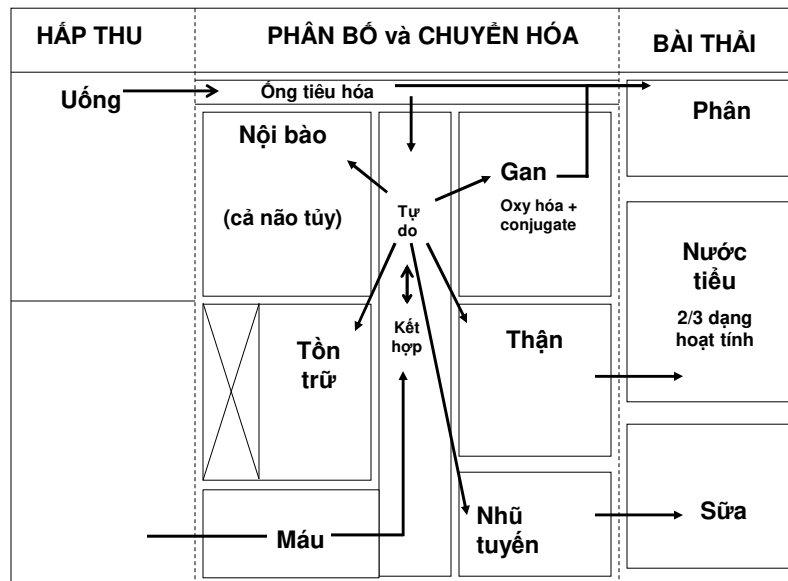 HẤP THU
PHÂN BỐ và CHUYỂN HÓA
BÀI THẢI
Uống
Ống tiêu hóa
Phân
Nội bào
(cả não tủy)
Tự
do
Gan
Oxy hóa +
conjugate
Nước
tiểu
2/3 dạng
hoạt tính
Tồn
trữ
Kết
hợp
Thận
Máu
Nhũ
tuyến
Sữa